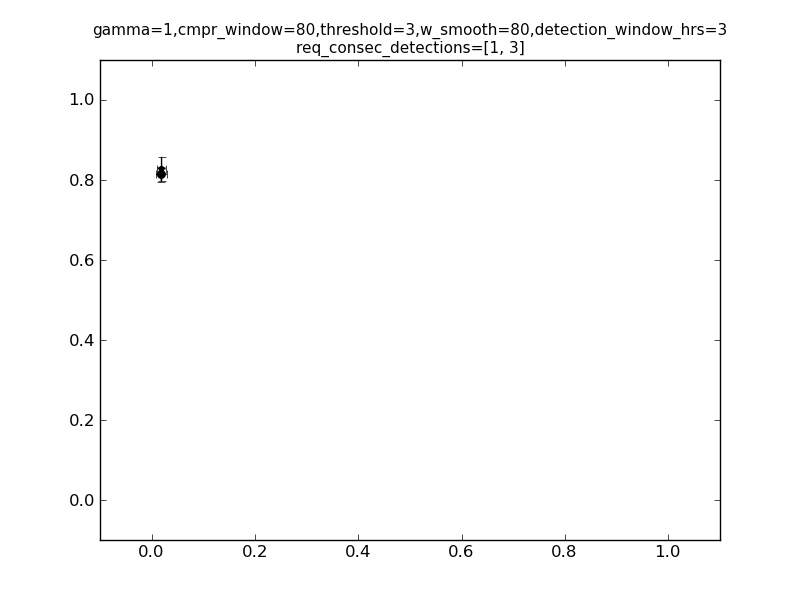 gamma=1,cmpr_window=80,threshold=3,w_smooth=80,detection_window_hrs=3
req_consec_detections=[1, 3]
1.0
0.8
0.6
0.4
0.2
0.0
0.0 0.2 0.4 0.6 0.8 1.0